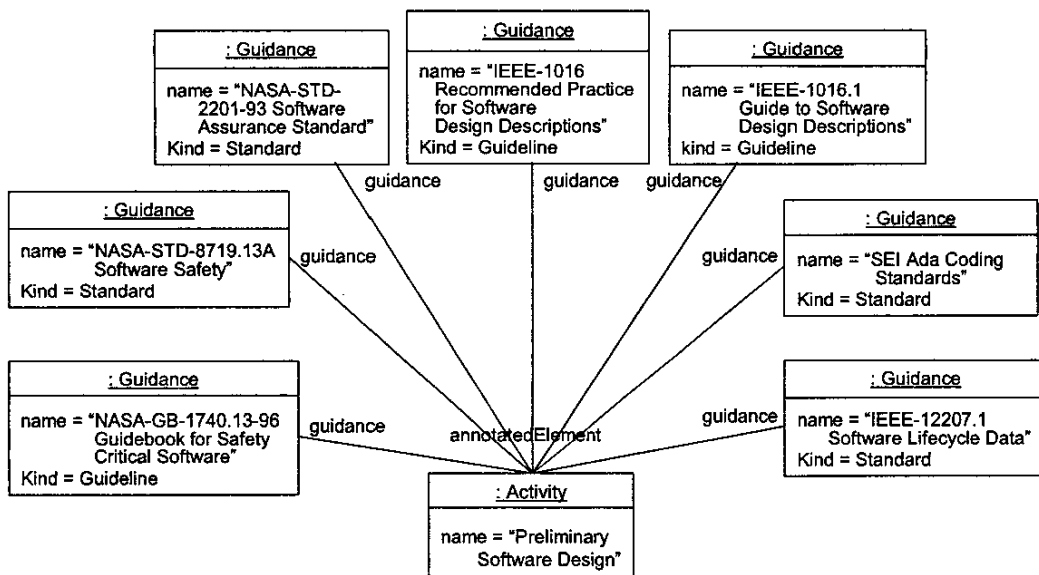 : Guidance
name = "NASA-STD-
2201-93 Software
Assurance Standard"
Kind = Standard
: Guidance
name = "IEEE-1016
Recommended Practice
for Software
Design Descriptions"
Kind = Guideline
: Guidance
name = "IEEE-1016.1
Guide to Software
Design Descriptions"
kind = Guideline
guidance
guidance
guidance
: Guidance
name = "NASA-STD-8719.13A
Software Safety"
Kind = Standard
guidance
guidance
: Guidance
name = "SEI Ada Coding
Standards"
Kind = Standard
: Guidance
name = "NASA-GB-1740.13-96
Guidebook for Safety
Critical Software"
Kind = Guideline
guidance
annotatedElement
guidance
: Guidance
name = "IEEE-12207.1
Software Lifecycle Data"
Kind = Standard
: Activity
name = "Preliminary
Software Design"